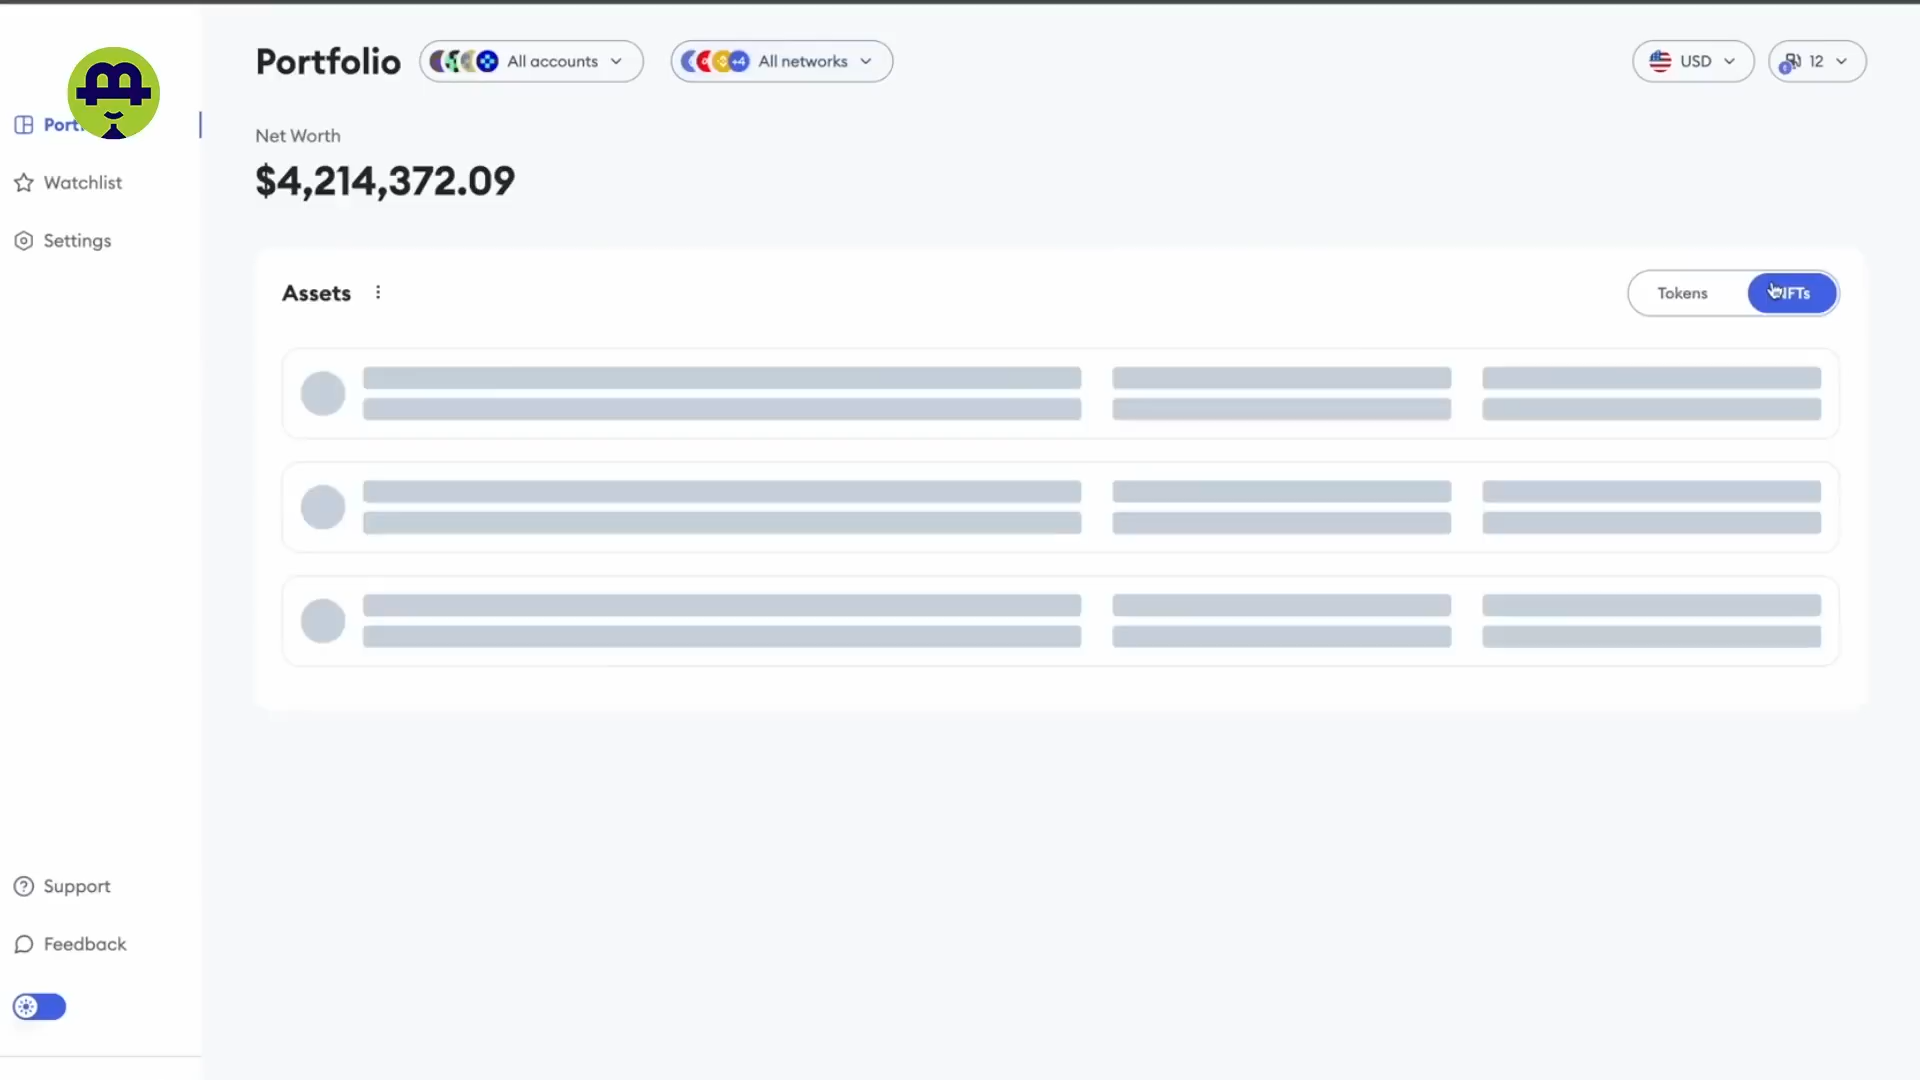 Portfolio
All accounts
+4 All networks
USD
12
Watchlist
Settings
Net Worth
$4,214,372.09
Assets
Tokens
Support
Feedback